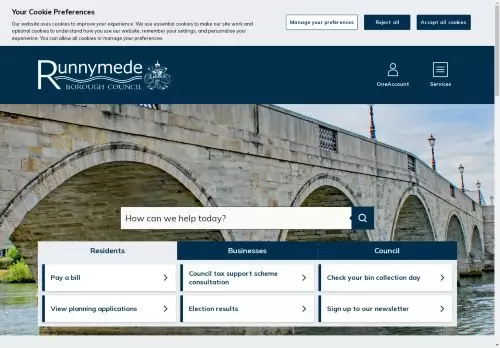 Your Cookie Preferences
Our website uses cookies to improve your experience. We use essential cookies to make our site work and
optional cookies to understand how you use our website, remember your settings, and personalise your
experience. You can allow all cookies or manage your preferences.
Manage your preferences
Reject all
Accept all cookies
Runnymede
BOROUGH COUNCIL
OneAccount
Services
How can we help today?
Residents
Businesses
Council
Pay a bill
Council tax support scheme
consultation
Check your bin collection day
View planning applications
Election results
Sign up to our newsletter